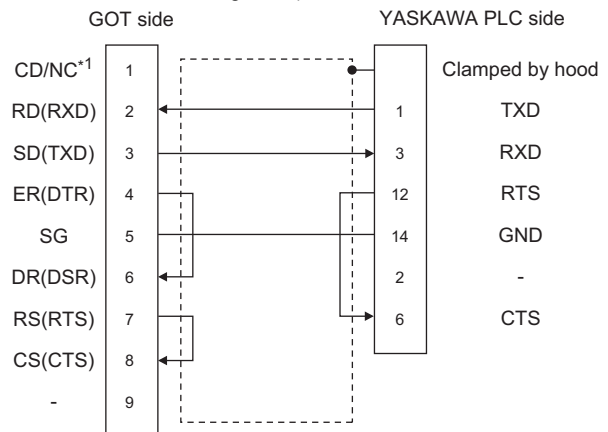 GOT side YASKAWA PLC side
CD/NC*1 1 Clamped by hood
RD(RXD) 2 1 TXD
SD(TXD) 3 3 RXD
ER(DTR) 4 12 RTS
SG 5 14 GND
DR(DSR) 6 2 -
RS(RTS) 7 6 CTS
CS(CTS) 8
- 9